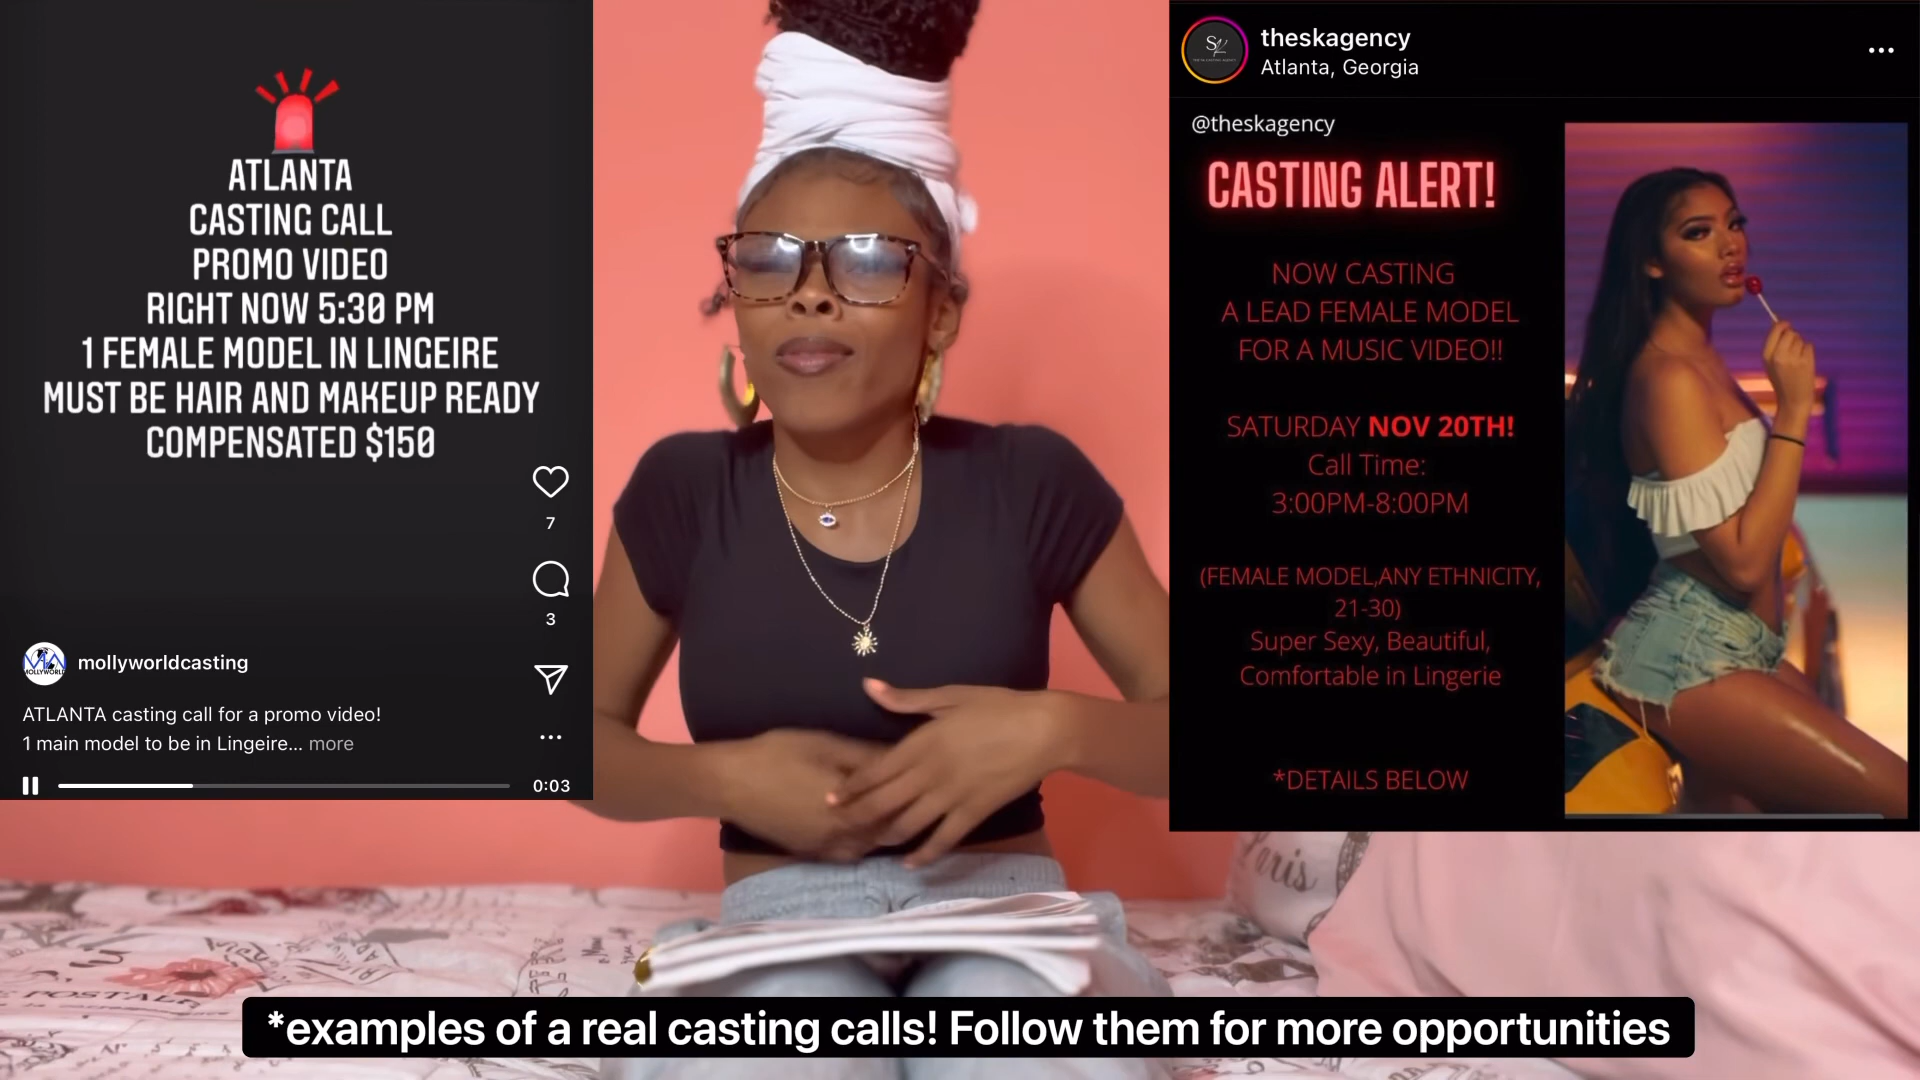 ATLANTA
CASTING CALL
PROMO VIDEO
RIGHT NOW 5:30 PM
1 FEMALE MODEL IN LINGEIRE
MUST BE HAIR AND MAKEUP READY
COMPENSATED $150
7
3
mollyworldcasting
ATLANTA casting call for a promo video!
1 main model to be in Lingeire... more
0:03
theskagency
Atlanta, Georgia
@theskagency
CASTING ALERT!
NOW CASTING
A LEAD FEMALE MODEL
FOR A MUSIC VIDEO!!
SATURDAY NOV 20TH!
Call Time:
3:00PM-8:00PM
(FEMALE MODEL,ANY ETHNICITY,
21-30)
Super Sexy, Beautiful,
Comfortable in Lingerie
*DETAILS BELOW
Paris
POSTALE
*examples of a real casting calls! Follow them for more opportunities